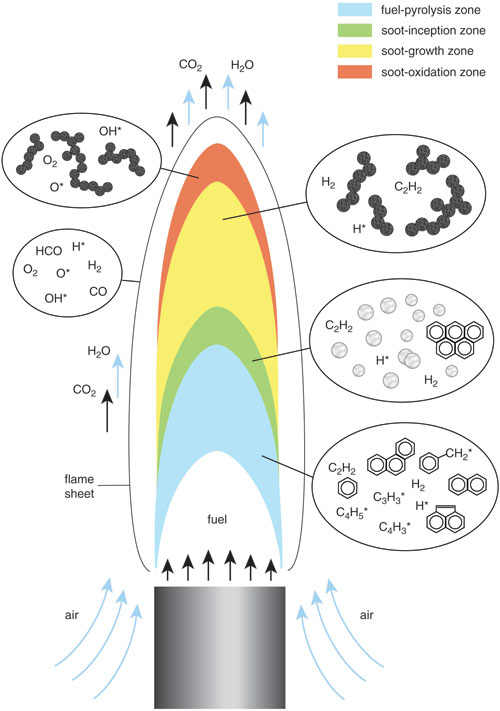 fuel-pyrolysis zone
soot-inception zone
soot-growth zone
soot-oxidation zone
CO2
H2O
OH*
O2
O*
H2
C2H2
H*
HCO
H*
O2
O*
H2
OH*
CO
C2H2
H*
H2
H2O
CO2
flame
sheet
CH2*
C2H2
H2
C3H3*
H*
C4H5*
C4H3*
fuel
air
air